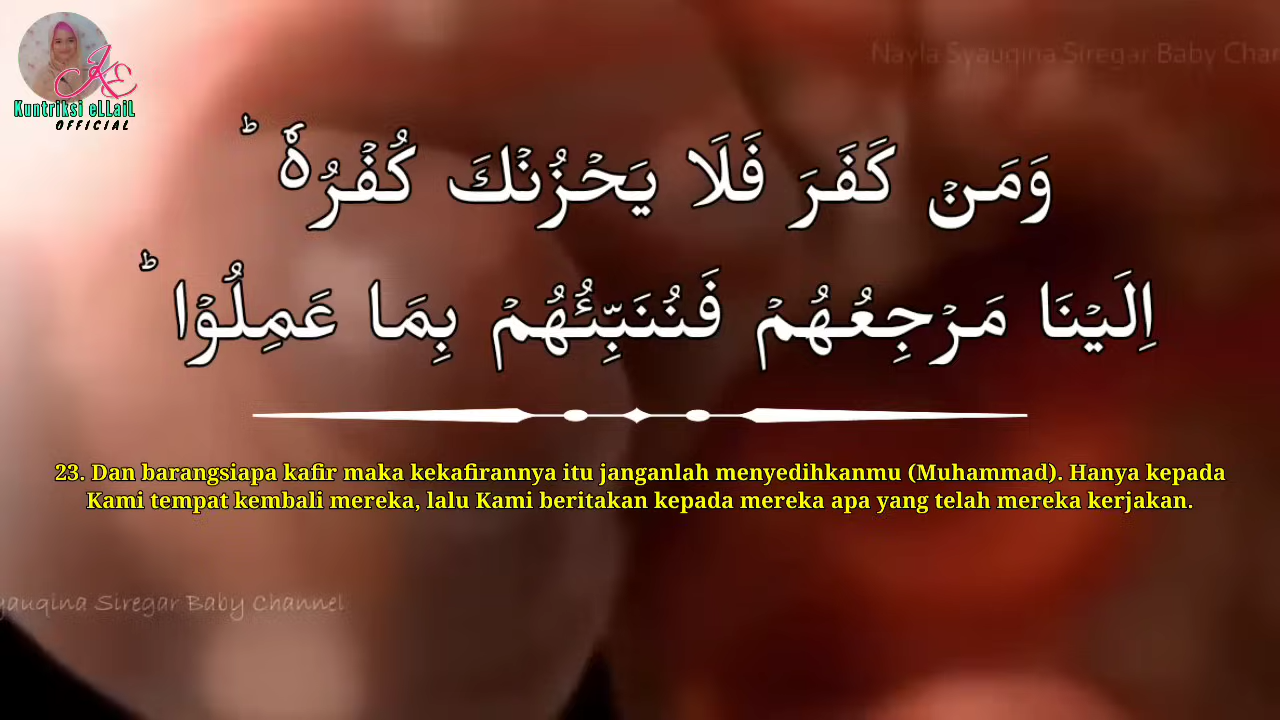 Kuntriksi eLLaiL
OFFICIAL
Nayla Syauqina Siregar Baby Chan
وَمَنْ كَفَرَ فَلَا يَحْزُنْكَ كُفْرُهٗ ۗ
اِلَيْنَا مَرْجِعُهُمْ فَنُنَبِّئُهُمْ بِمَا عَمِلُوْا ۗ
23. Dan barangsiapa kafir maka kekafirannya itu janganlah menyedihkanmu (Muhammad). Hanya kepada
Kami tempat kembali mereka, lalu Kami beritakan kepada mereka apa yang telah mereka kerjakan.
yauqina Siregar Baby Channel